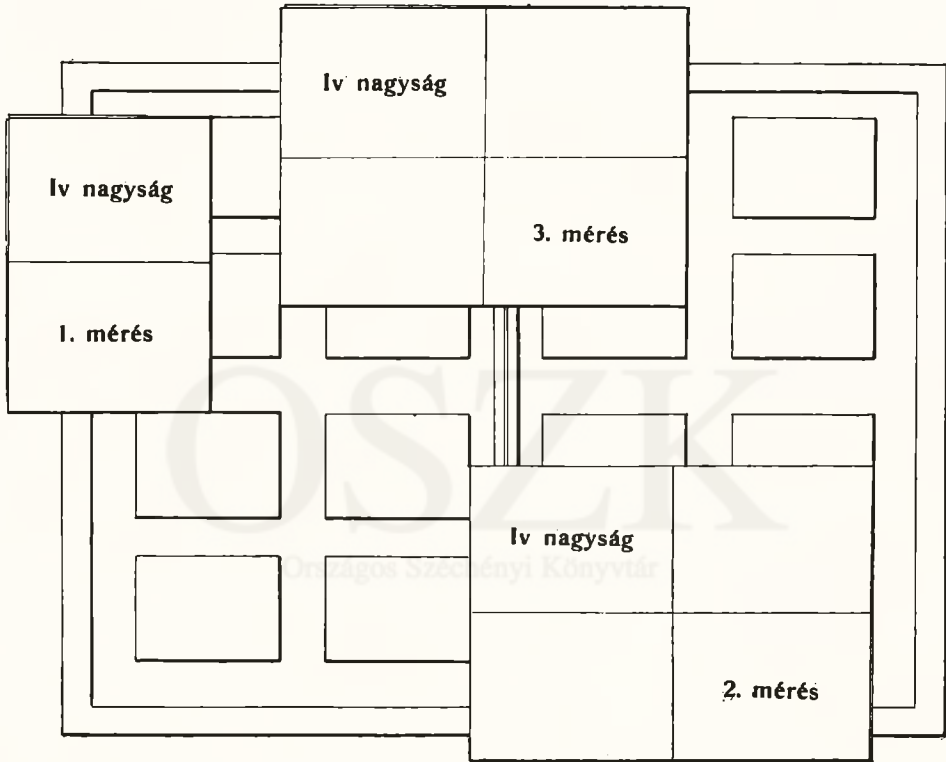 Iv nagyság
Iv nagyság
3. mérés
1. mérés
OSZK
Iv nagyság
Országos Széchényi Könyvtár
2. mérés